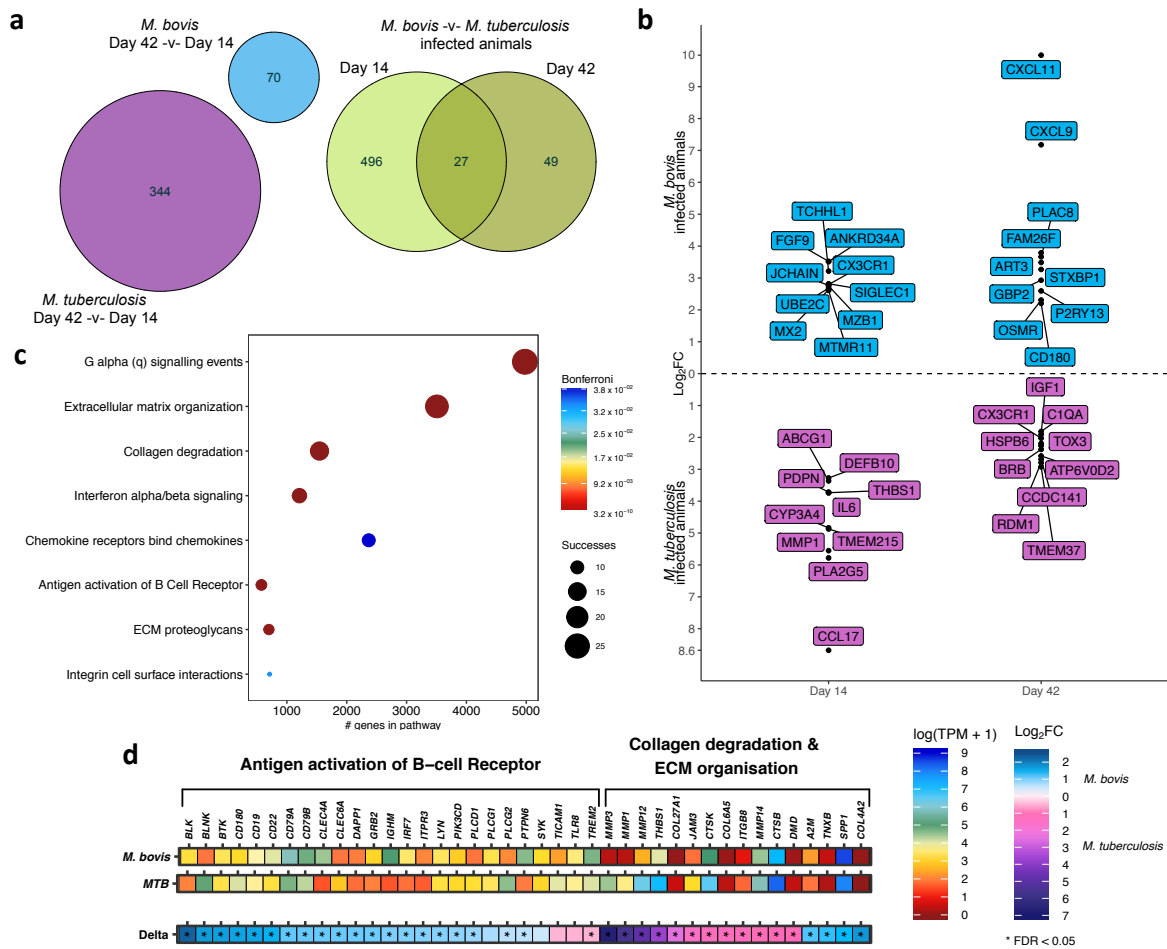 a
M. bovis
Day 42 -v- Day 14
70
344
M. tuberculosis
Day 42 -v- Day 14
M. bovis -v- M. tuberculosis
infected animals
Day 14
Day 42
496
27
49
b
10
9
8
7
6
5
4
3
2
1
0
1
2
3
4
5
6
7
8
8.6
M. bovis
infected animals
Log2FC
M. tuberculosis
infected animals
CXCL11
CXCL9
TCHHL1
PLAC8
FGF9
ANKRD34A
FAM26F
JCHAIN
CX3CR1
ART3
STXBP1
UBE2C
SIGLEC1
GBP2
P2RY13
MX2
MZB1
OSMR
MTMR11
CD180
IGF1
CX3CR1
C1QA
ABCG1
HSPB6
TOX3
DEFB10
BRB
ATP6V0D2
PDPN
THBS1
IL6
CCDC141
CYP3A4
RDM1
MMP1
TMEM215
TMEM37
PLA2G5
CCL17
Day 14
Day 42
c
G alpha (q) signalling events
Extracellular matrix organization
Collagen degradation
Interferon alpha/beta signaling
Chemokine receptors bind chemokines
Antigen activation of B Cell Receptor
ECM proteoglycans
Integrin cell surface interactions
1000
2000
3000
4000
5000
# genes in pathway
Bonferroni
3.8 x 10⁻⁰²
3.2 x 10⁻⁰²
2.5 x 10⁻⁰²
1.7 x 10⁻⁰²
9.2 x 10⁻⁰³
3.2 x 10⁻¹⁰
Successes
10
15
20
25
d
Antigen activation of B−cell Receptor
Collagen degradation &
ECM organisation
BLK
BLNK
BTK
CD180
CD19
CD22
CD79A
CD79B
CLEC4A
CLEC6A
DAPP1
GRB2
IGHM
IRF7
ITPR3
LYN
PIK3CD
PLCD1
PLCG1
PLCG2
PTPN6
SYK
TICAM1
TLR8
TREM2
MMP3
MMP1
MMP12
THBS1
COL27A1
JAM3
CTSK
COL6A5
ITGB8
MMP14
CTSB
DMD
A2M
TNXB
SPP1
COL4A2
M. bovis
MTB
Delta
* * * * * * * * * * * * * * * * * * * * * * * * * * * * * * * * * * * * * *
log(TPM + 1)
9
8
7
6
5
4
3
2
1
0
Log2FC
2
1
0
1
2
3
4
5
6
7
M. bovis
M. tuberculosis
* FDR < 0.05